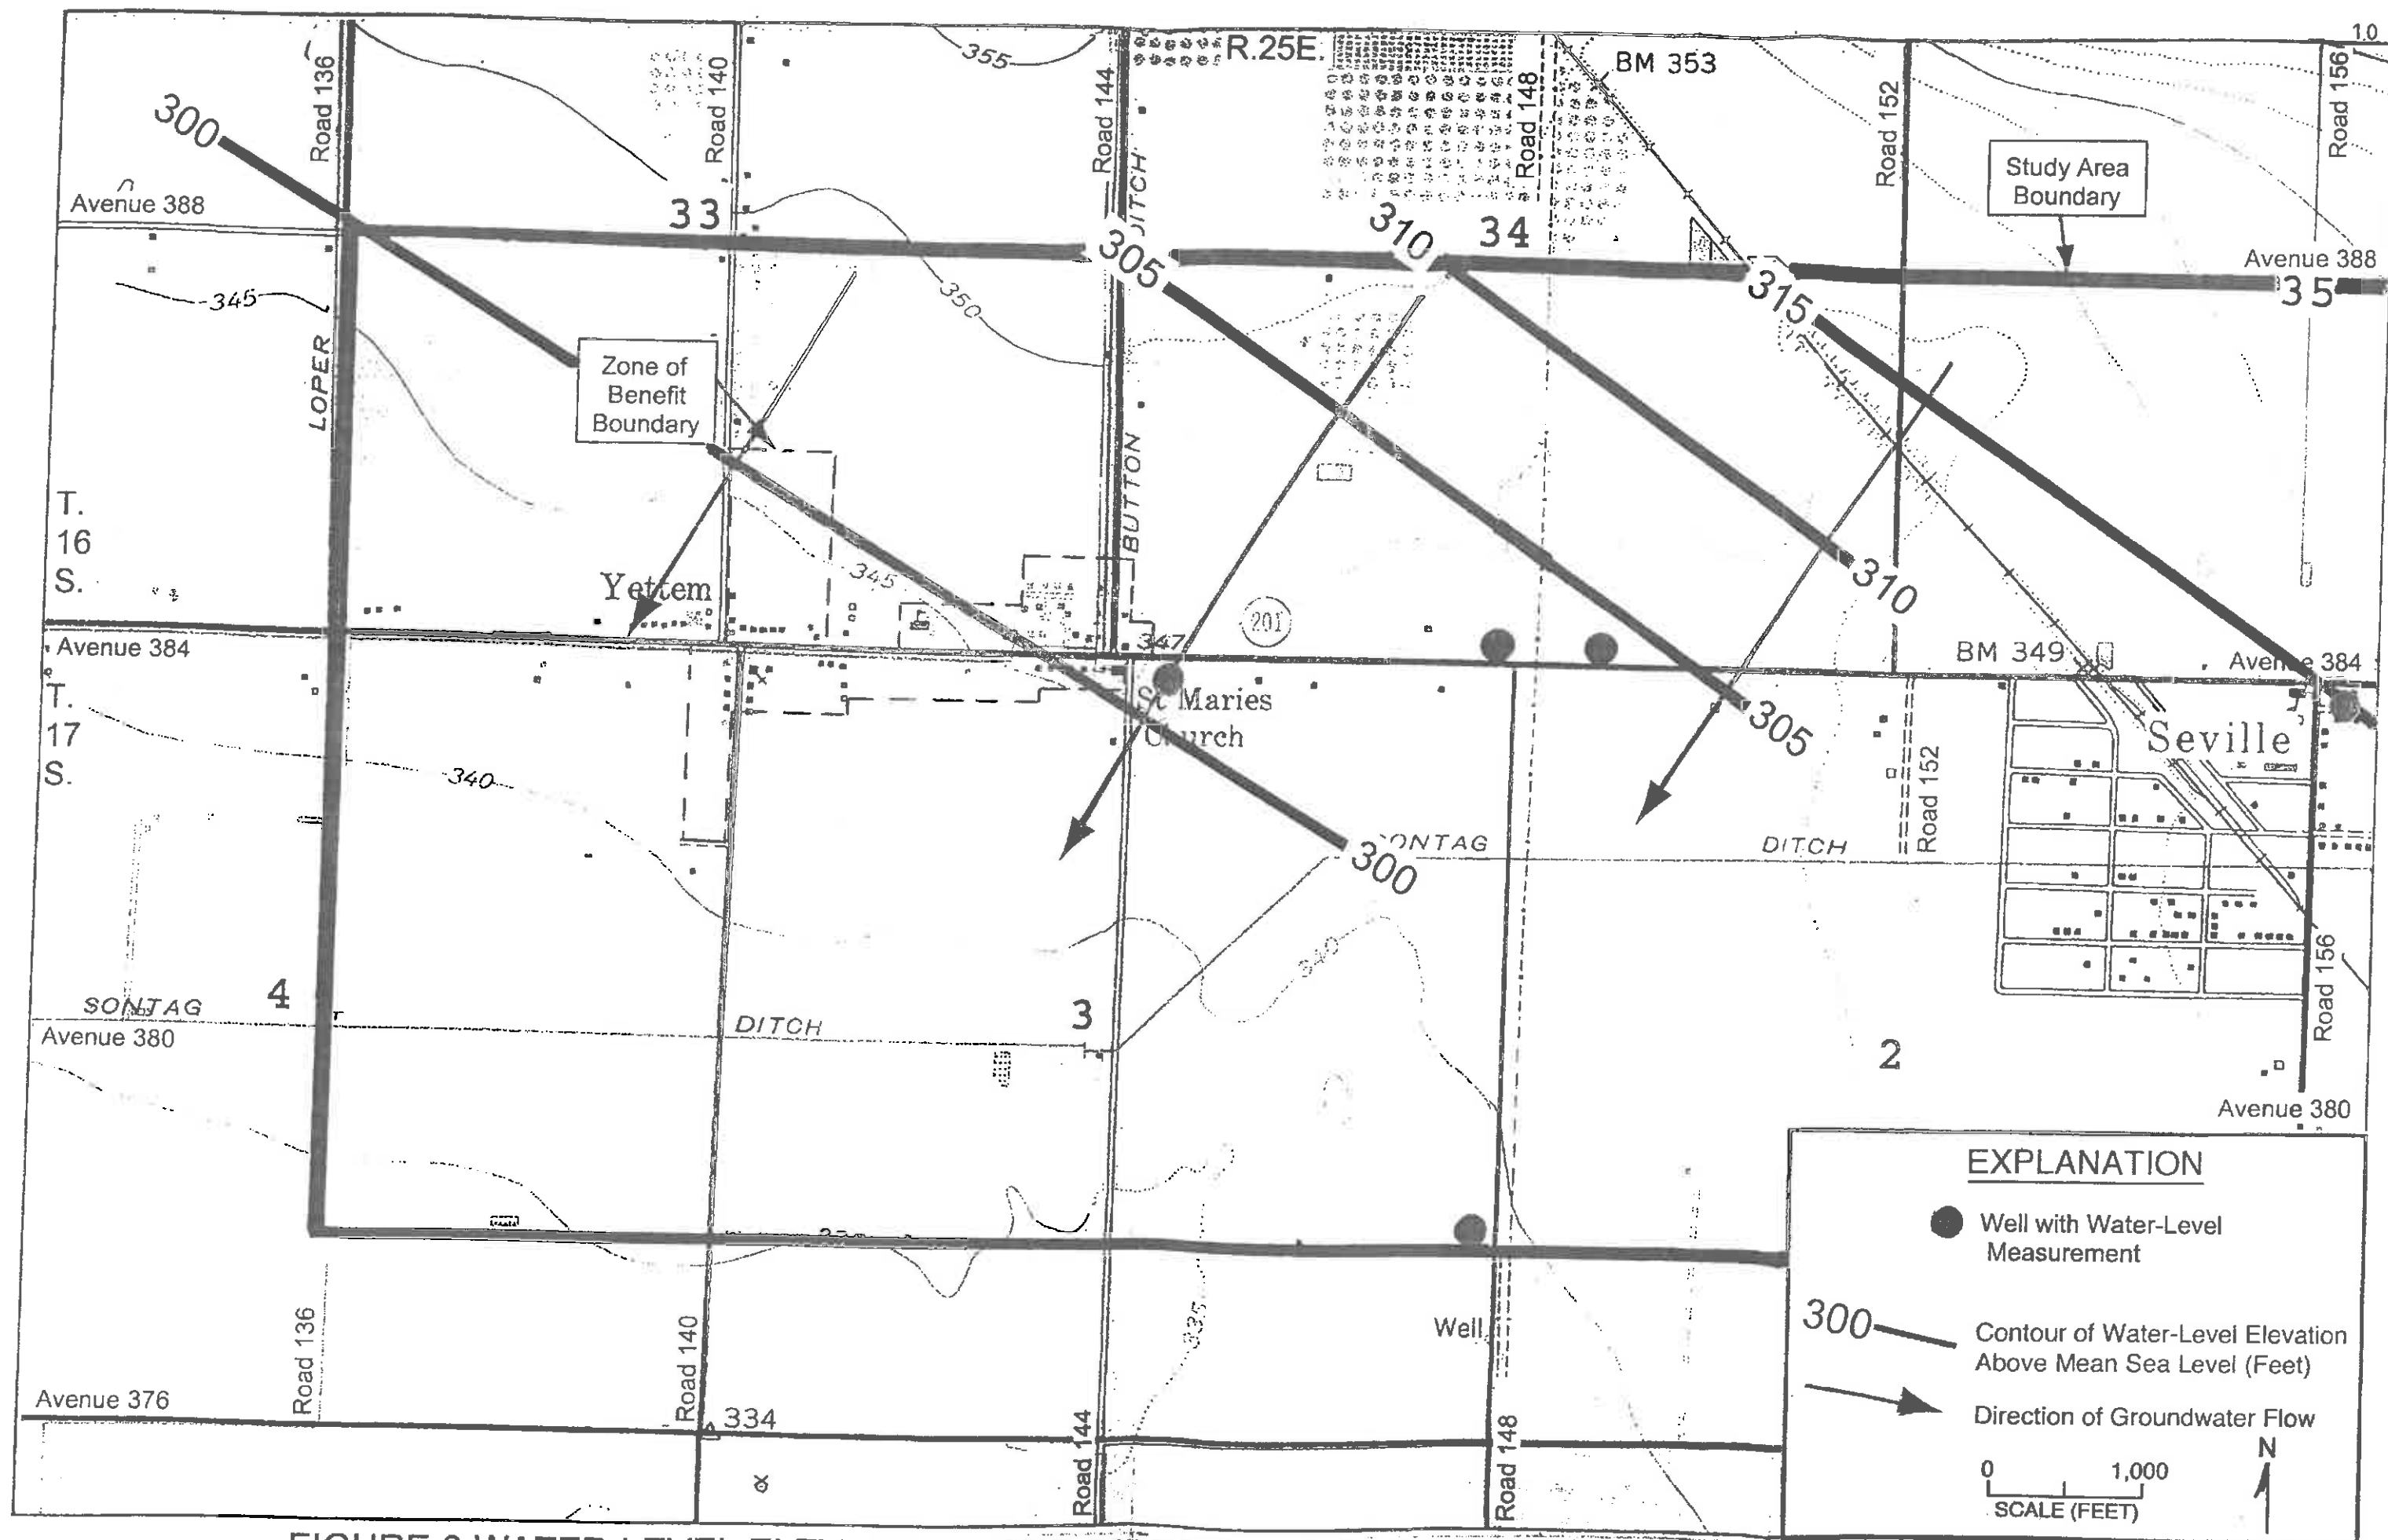 1.0
R.25E.
355
BM 353
Road 136
Road 140
Road 144
Road 148
Road 152
Road 156
DITCH
300
Avenue 388
33
34
310
305
315
Study Area
Boundary
Avenue 388
35
345
350
LOPER
Zone of
Benefit
Boundary
BUTTON
T.
16
S.
Yettem
345
310
201
347
BM 349
Avenue 384
Avenue 384
T.
17
S.
St Maries
Church
305
Seville
340
Road 152
DITCH
300
340
4
3
2
SONTAG
DITCH
Avenue 380
Road 156
Avenue 380
335
Well
Road 136
Road 140
Road 144
Road 148
Avenue 376
334
EXPLANATION
Well with Water-Level
Measurement
300
Contour of Water-Level Elevation
Above Mean Sea Level (Feet)
Direction of Groundwater Flow
N
0 1,000
SCALE (FEET)